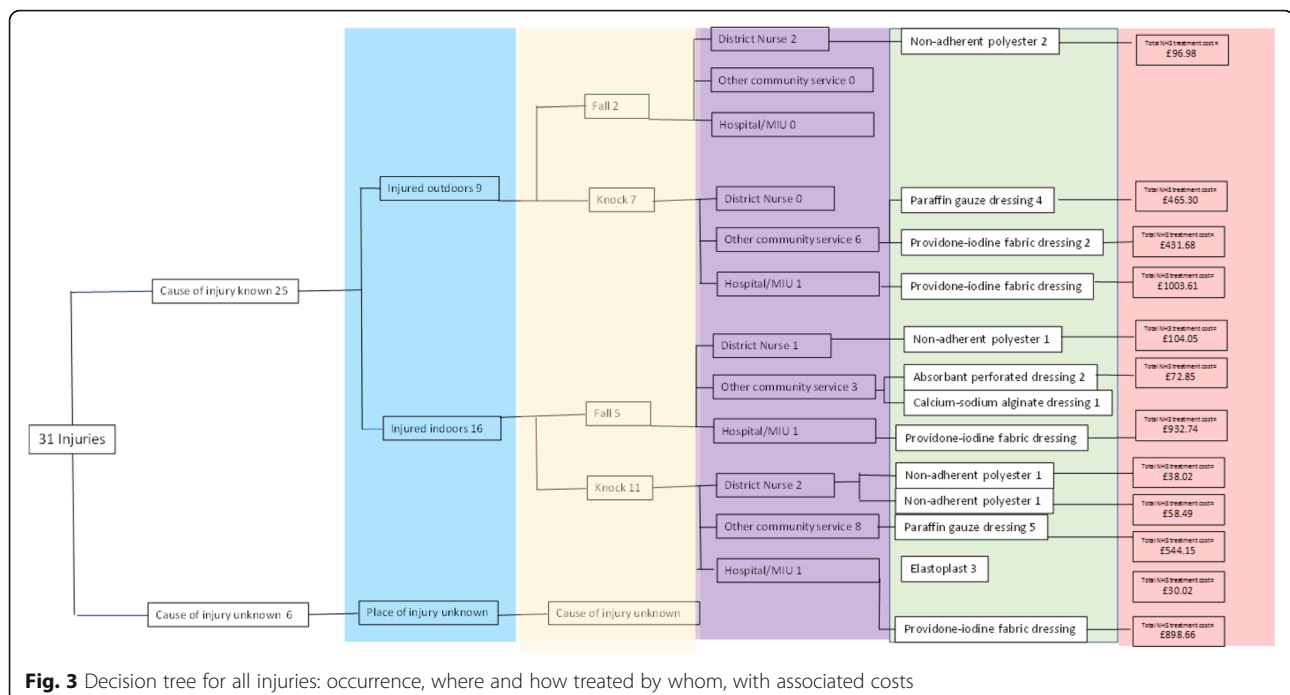 District Nurse 2
Non-adherent polyester 2
Total NHS treatment cost=
£96.98
Other community service 0
Fall 2
Hospital/MIU 0
Injured outdoors 9
Knock 7
District Nurse 0
Paraffin gauze dressing 4
Total NHS treatment cost=
£465.30
Other community service 6
Providone-iodine fabric dressing 2
Total NHS treatment cost=
£431.68
Hospital/MIU 1
Providone-iodine fabric dressing
Total NHS treatment cost=
£1003.61
Cause of injury known 25
District Nurse 1
Non-adherent polyester 1
Total NHS treatment cost=
£104.05
Other community service 3
Absorbant perforated dressing 2
Total NHS treatment cost=
£72.85
Calcium-sodium alginate dressing 1
Fall 5
Injured indoors 16
Hospital/MIU 1
Providone-iodine fabric dressing
Total NHS treatment cost=
£932.74
31 Injuries
Knock 11
District Nurse 2
Non-adherent polyester 1
Total NHS treatment cost=
£38.02
Non-adherent polyester 1
Total NHS treatment cost=
£58.49
Other community service 8
Paraffin gauze dressing 5
Total NHS treatment cost=
£544.15
Hospital/MIU 1
Elastoplast 3
Total NHS treatment cost=
£30.02
Cause of injury unknown 6
Place of injury unknown
Cause of injury unknown
Providone-iodine fabric dressing
Total NHS treatment cost=
£898.66
Fig. 3 Decision tree for all injuries: occurrence, where and how treated by whom, with associated costs